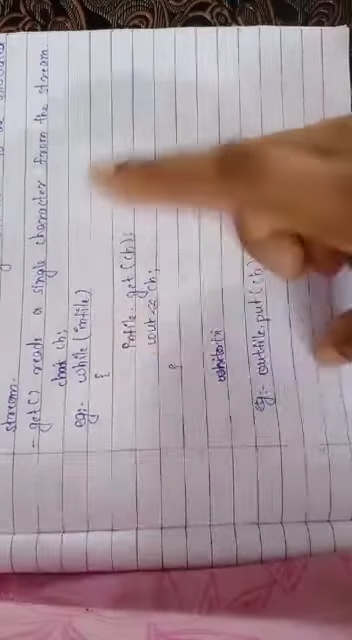 stream.
- get() reads a single character from the stream
char ch;
eg:- while(infile)
{
infile.get(ch);
cout<<ch;
}
eg:- outfile.put(ch)